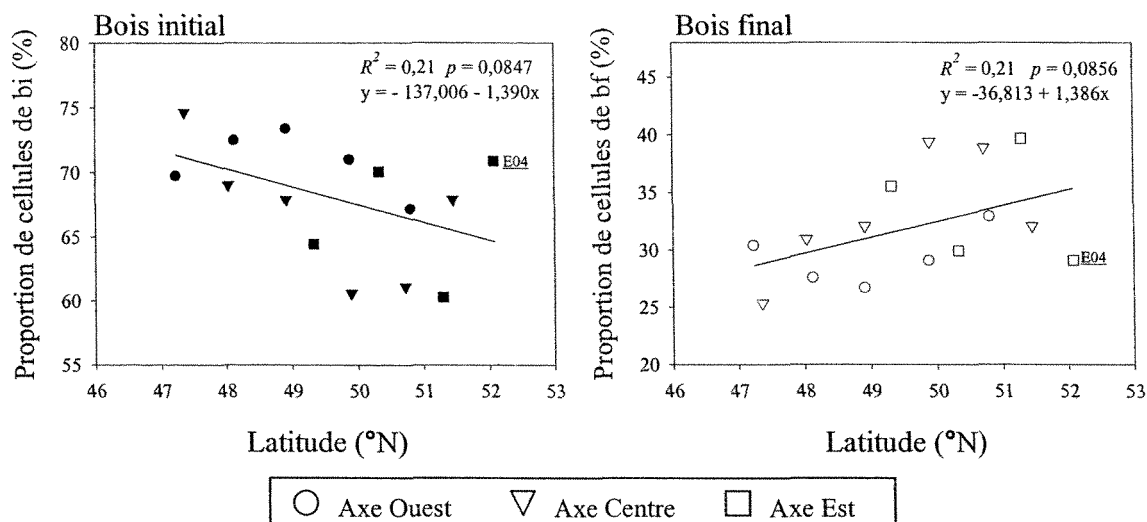 Bois initial
Proportion de cellules de bi (%)
80
75
70
65
60
55
R² = 0,21 p = 0,0847
y = - 137,006 - 1,390x
E04
46 47 48 49 50 51 52 53
Latitude (°N)
Bois final
Proportion de cellules de bf (%)
45
40
35
30
25
20
R² = 0,21 p = 0,0856
y = -36,813 + 1,386x
E04
46 47 48 49 50 51 52 53
Latitude (°N)
Axe Ouest Axe Centre Axe Est